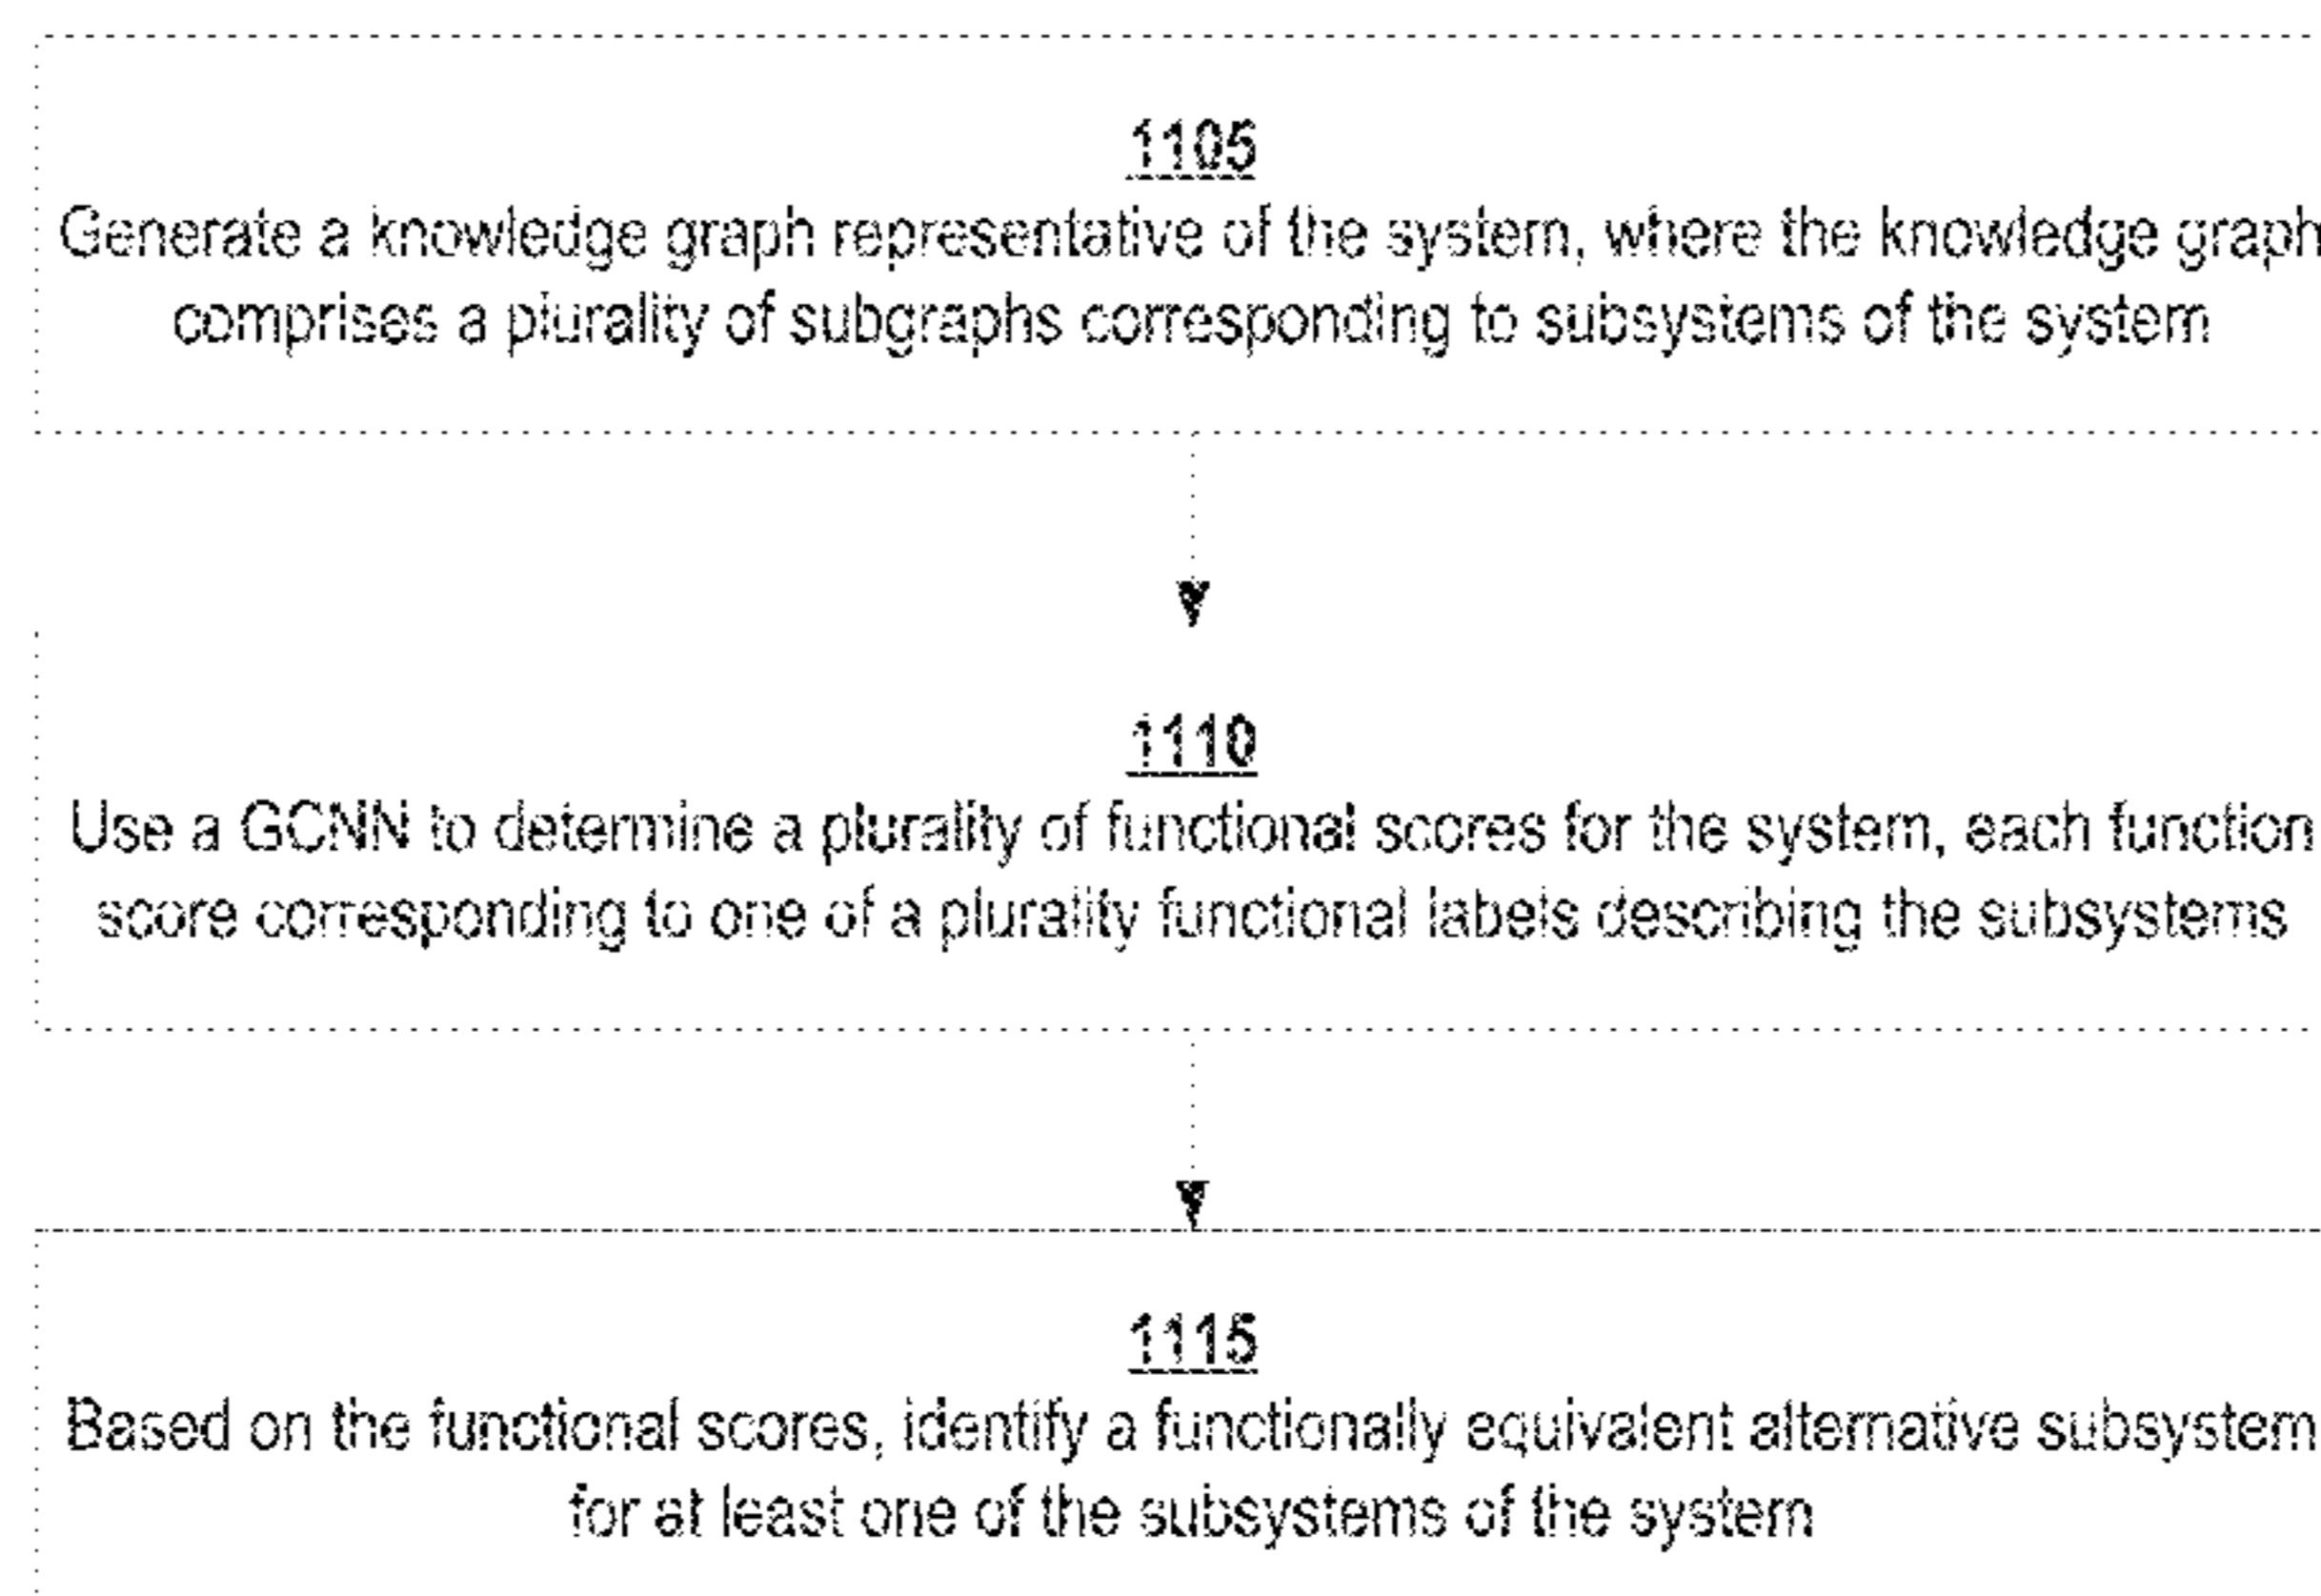 1105
Generate a knowledge graph representative of the system, where the knowledge graph
comprises a plurality of subgraphs corresponding to subsystems of the system
1110
Use a GCNN to determine a plurality of functional scores for the system, each function
score corresponding to one of a plurality functional labels describing the subsystems
1115
Based on the functional scores, identify a functionally equivalent alternative subsystem
for at least one of the subsystems of the system